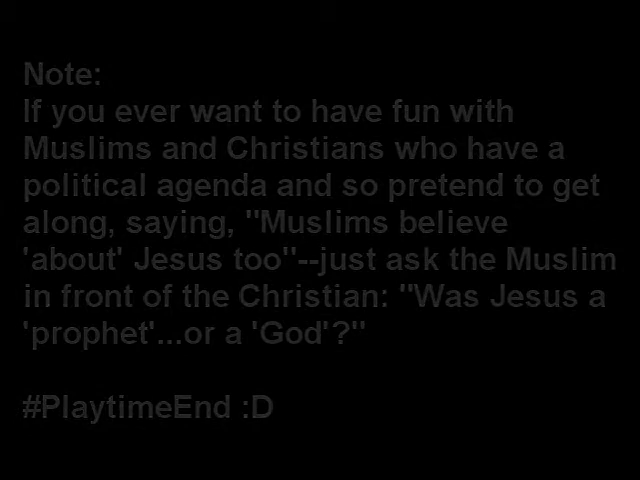 Note:
If you ever want to have fun with
Muslims and Christians who have a
political agenda and so pretend to get
along, saying, "Muslims believe
'about' Jesus too"--just ask the Muslim
in front of the Christian: "Was Jesus a
'prophet'...or a 'God'?"
#PlaytimeEnd :D